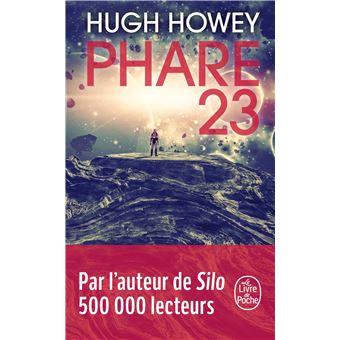 HUGH HOWEY
PHARE
23
Par l'auteur de Silo
500 000 lecteurs
Le
Livre
de
Poche